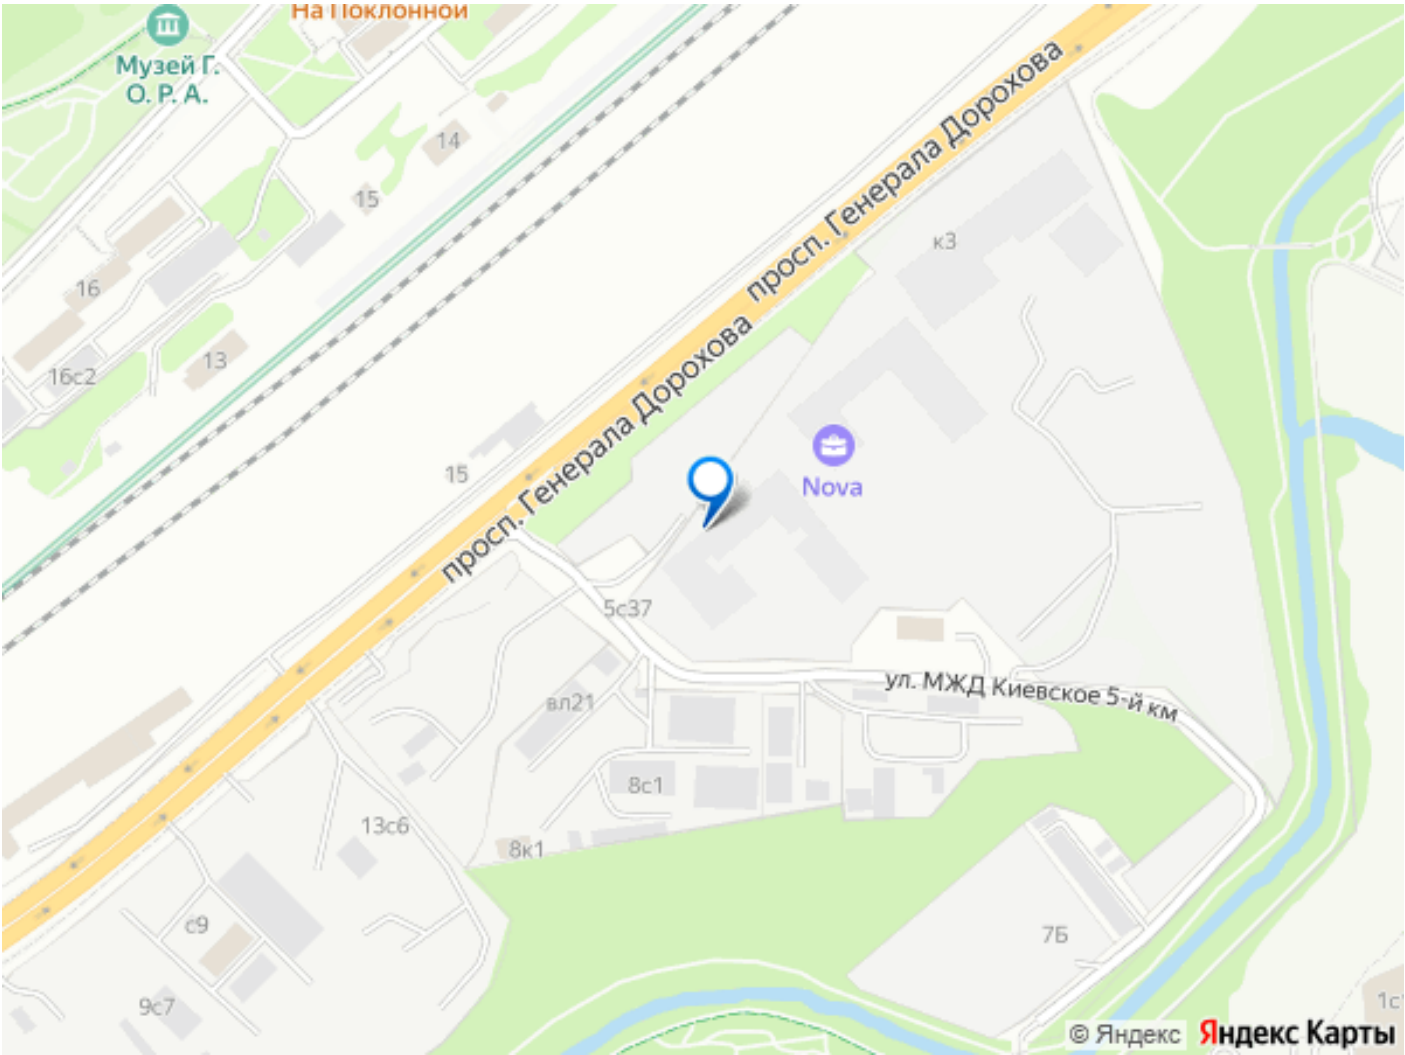 На Поклонной
Музей Г.
О. Р. А.
14
15
16
13
16с2
15
просп. Генерала Дорохова
просп. Генерала Дорохова
к3
Nova
5с37
ул. МЖД Киевское 5-й км
вл21
8с1
13с6
8к1
с9
7Б
9с7
© Яндекс Яндекс Карты